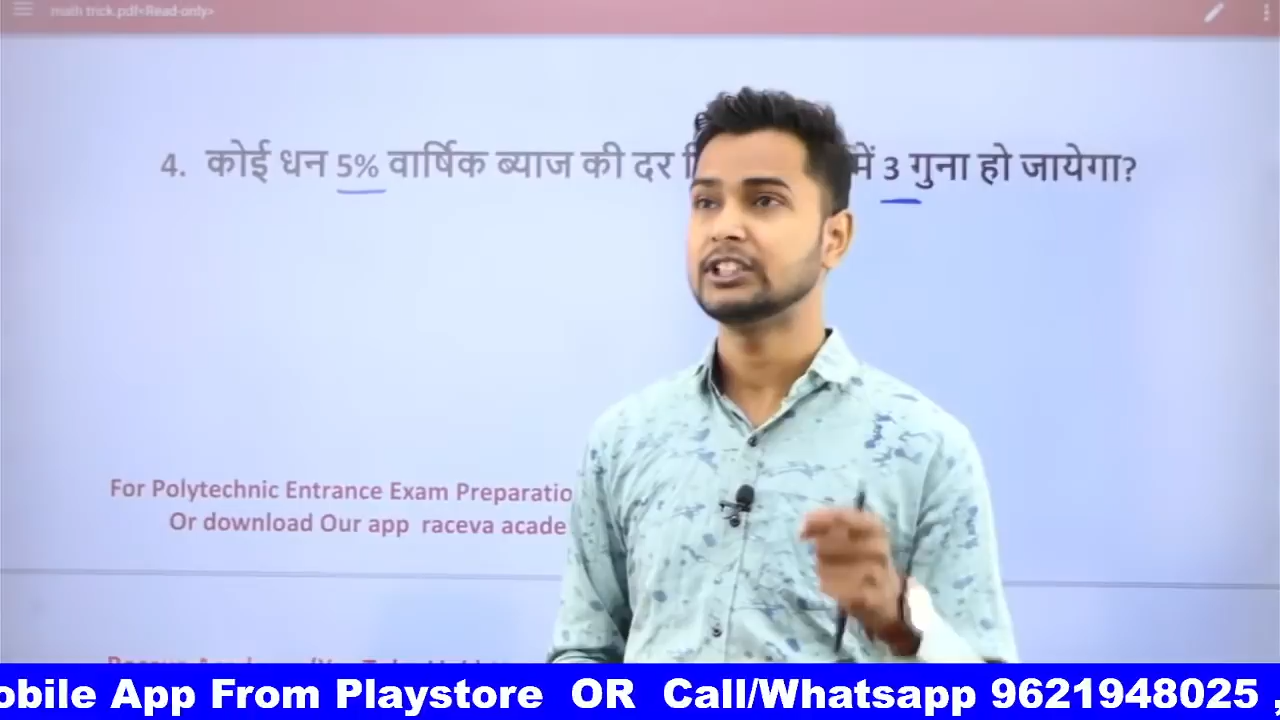 math trick.pdf<Read-only>
4. कोई धन 5% वार्षिक ब्याज की दर में 3 गुना हो जायेगा?
For Polytechnic Entrance Exam Preparatio
Or download Our app raceva acade
obile App From Playstore OR Call/Whatsapp 9621948025 ,